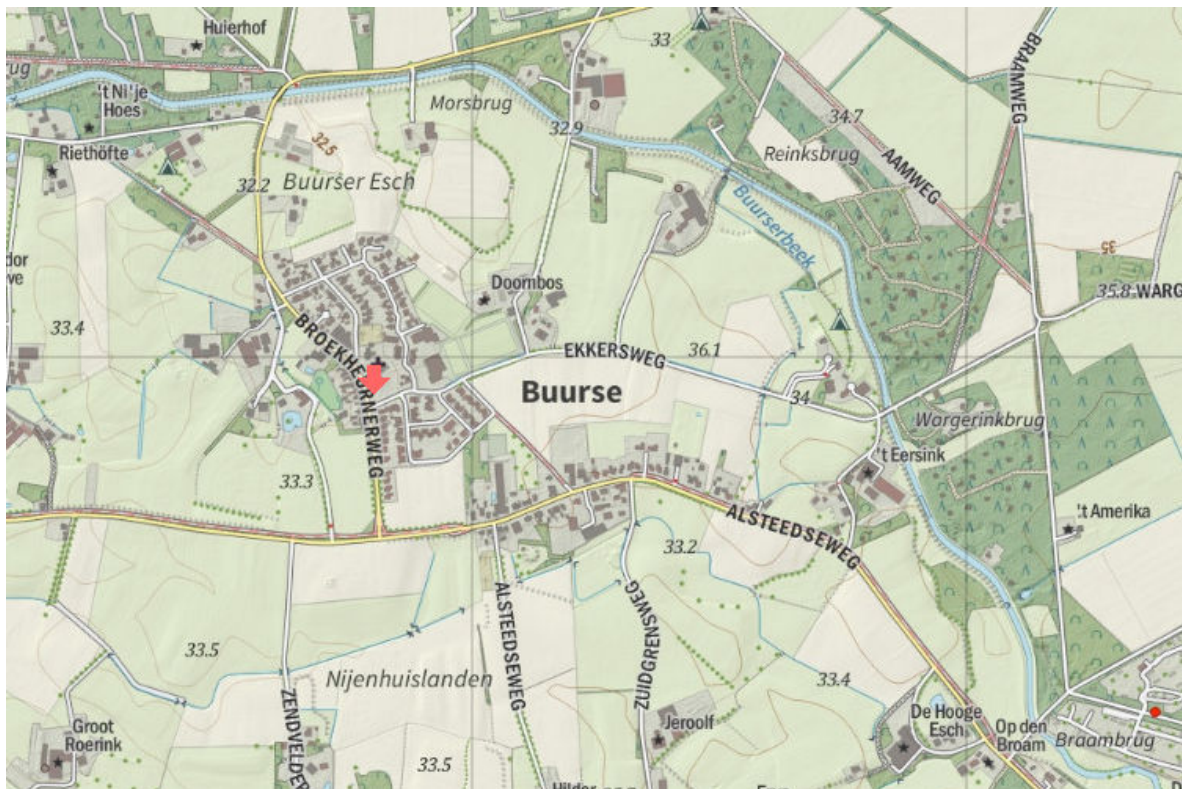 Huierhof
33
BRAAMWEG
't Ni'je
Hoes
Morsbrug
32.5
32.9
34.7
Riethöfte
Reinksbrug
AAMWEG
32.2
Buurser Esch
Buurserbeek
35
Doornbos
35.8
WARG
33.4
BROEKHEURNERWEG
EKKERSWEG
36.1
Buurse
34
Wargerinkbrug
't Eersink
33.3
't Amerika
ALSTEEDSEWEG
33.2
ALSTEEDSEWEG
ZUIDGRENSWEG
33.5
Nijenhuislanden
33.4
ZENDVELDER
Groot
Roerink
Jeroolf
De Hooge
Esch
Op den
Broam
Braambrug
33.5